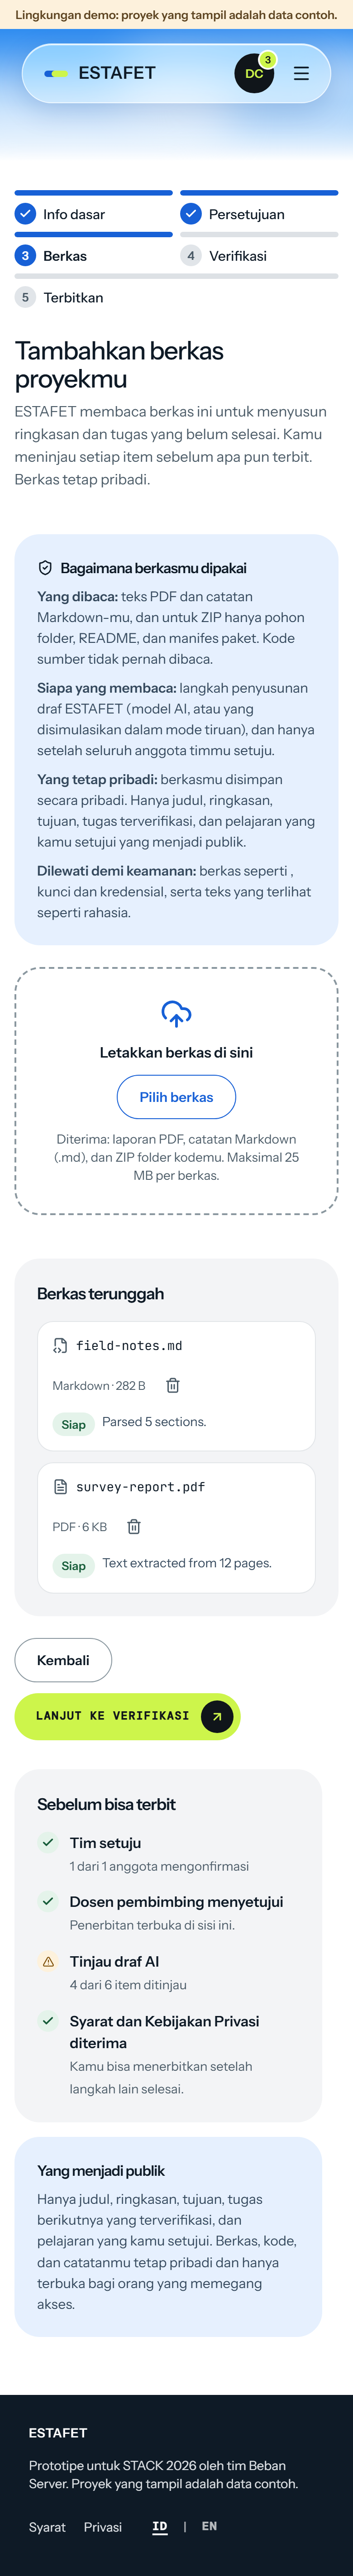 Lingkungan demo: proyek yang tampil adalah data contoh.
ESTAFET
DC
3
Info dasar
Persetujuan
3 Berkas
4 Verifikasi
5 Terbitkan
Tambahkan berkas
proyekmu
ESTAFET membaca berkas ini untuk menyusun
ringkasan dan tugas yang belum selesai. Kamu
meninjau setiap item sebelum apa pun terbit.
Berkas tetap pribadi.
Bagaimana berkasmu dipakai
Yang dibaca: teks PDF dan catatan
Markdown-mu, dan untuk ZIP hanya pohon
folder, README, dan manifes paket. Kode
sumber tidak pernah dibaca.
Siapa yang membaca: langkah penyusunan
draf ESTAFET (model AI, atau yang
disimulasikan dalam mode tiruan), dan hanya
setelah seluruh anggota timmu setuju.
Yang tetap pribadi: berkasmu disimpan
secara pribadi. Hanya judul, ringkasan,
tujuan, tugas terverifikasi, dan pelajaran yang
kamu setujui yang menjadi publik.
Dilewati demi keamanan: berkas seperti ,
kunci dan kredensial, serta teks yang terlihat
seperti rahasia.
Letakkan berkas di sini
Pilih berkas
Diterima: laporan PDF, catatan Markdown
(.md), dan ZIP folder kodemu. Maksimal 25
MB per berkas.
Berkas terunggah
field-notes.md
Markdown · 282 B
Siap Parsed 5 sections.
survey-report.pdf
PDF · 6 KB
Siap Text extracted from 12 pages.
Kembali
LANJUT KE VERIFIKASI
Sebelum bisa terbit
Tim setuju
1 dari 1 anggota mengonfirmasi
Dosen pembimbing menyetujui
Penerbitan terbuka di sisi ini.
Tinjau draf AI
4 dari 6 item ditinjau
Syarat dan Kebijakan Privasi
diterima
Kamu bisa menerbitkan setelah
langkah lain selesai.
Yang menjadi publik
Hanya judul, ringkasan, tujuan, tugas
berikutnya yang terverifikasi, dan
pelajaran yang kamu setujui. Berkas, kode,
dan catatanmu tetap pribadi dan hanya
terbuka bagi orang yang memegang
akses.
ESTAFET
Prototipe untuk STACK 2026 oleh tim Beban
Server. Proyek yang tampil adalah data contoh.
Syarat Privasi ID | EN